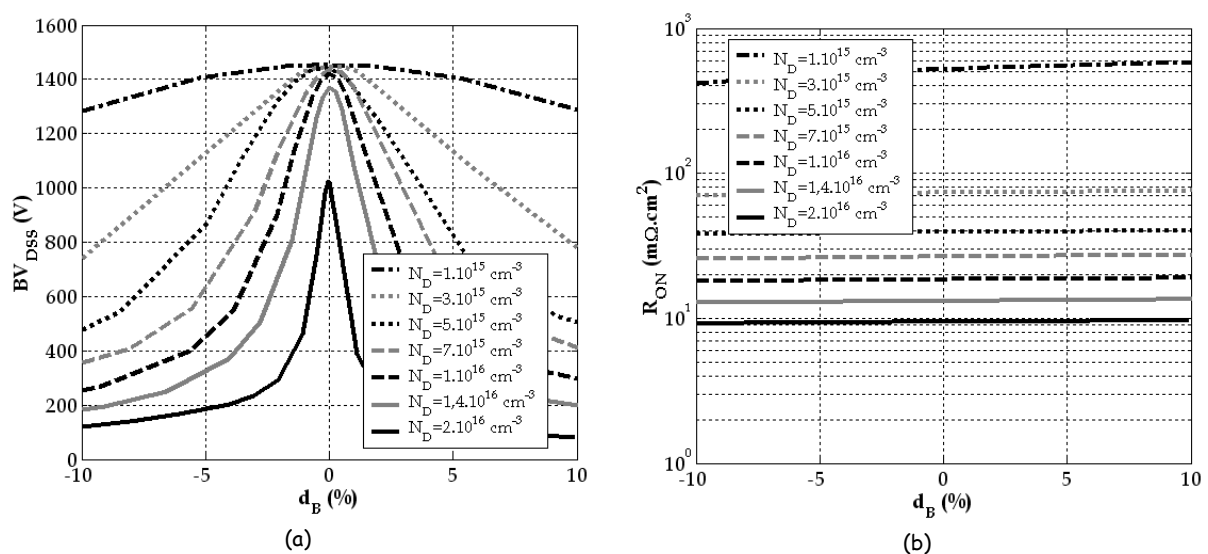 1600
1400
1200
1000
800
600
400
200
0
BV_DSS (V)
-10
-5
0
5
10
d_B (%)
N_D=1.10^15 cm^-3
N_D=3.10^15 cm^-3
N_D=5.10^15 cm^-3
N_D=7.10^15 cm^-3
N_D=1.10^16 cm^-3
N_D=1,4.10^16 cm^-3
N_D=2.10^16 cm^-3
(a)
10^3
10^2
10^1
10^0
R_ON (mΩ.cm^2)
N_D=1.10^15 cm^-3
N_D=3.10^15 cm^-3
N_D=5.10^15 cm^-3
N_D=7.10^15 cm^-3
N_D=1.10^16 cm^-3
N_D=1,4.10^16 cm^-3
N_D=2.10^16 cm^-3
-10
-5
0
5
10
d_B (%)
(b)